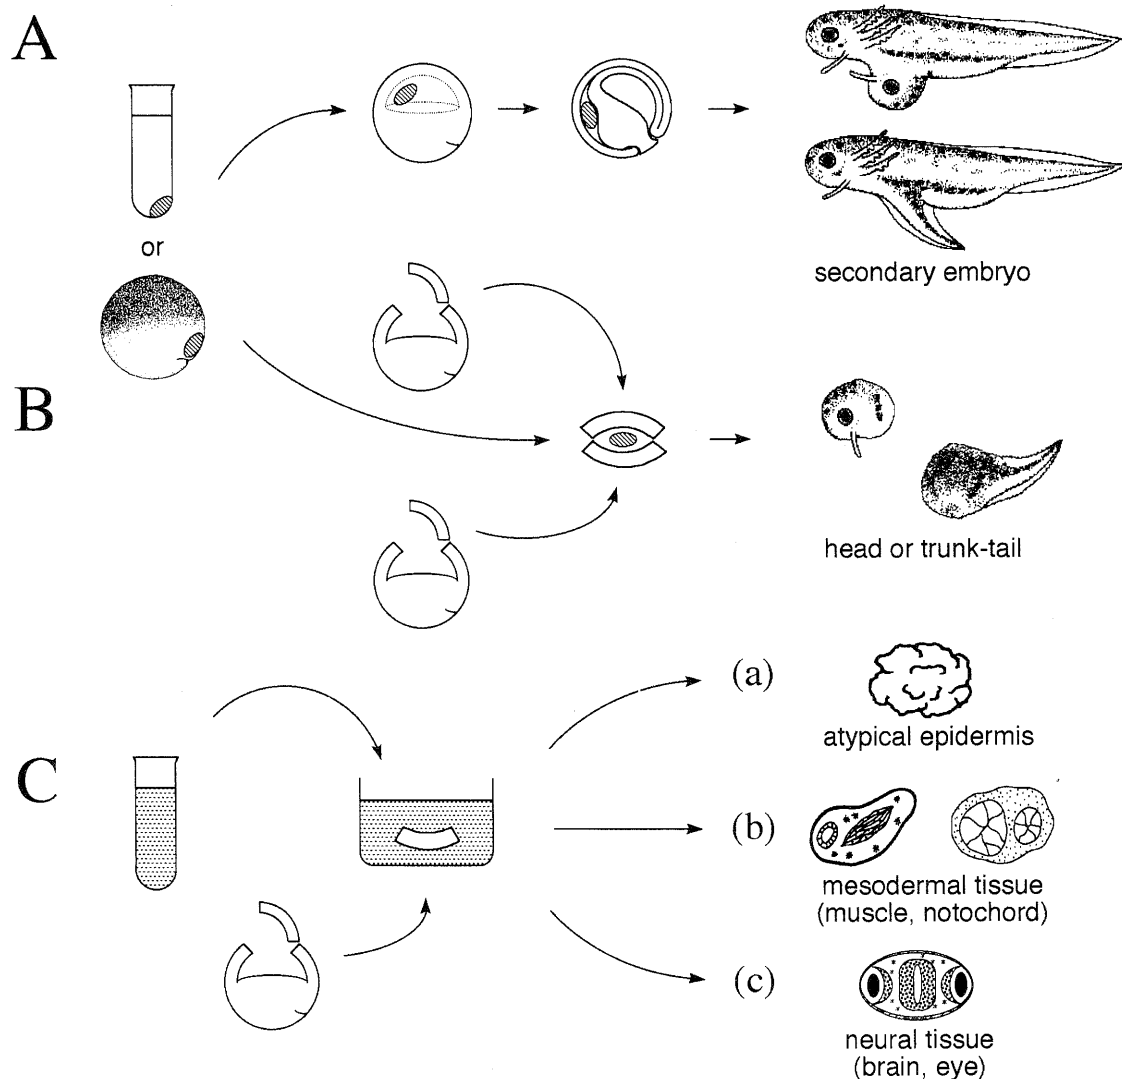 A
or
secondary embryo
B
head or trunk-tail
(a)
atypical epidermis
C
(b)
mesodermal tissue
(muscle, notochord)
(c)
neural tissue
(brain, eye)